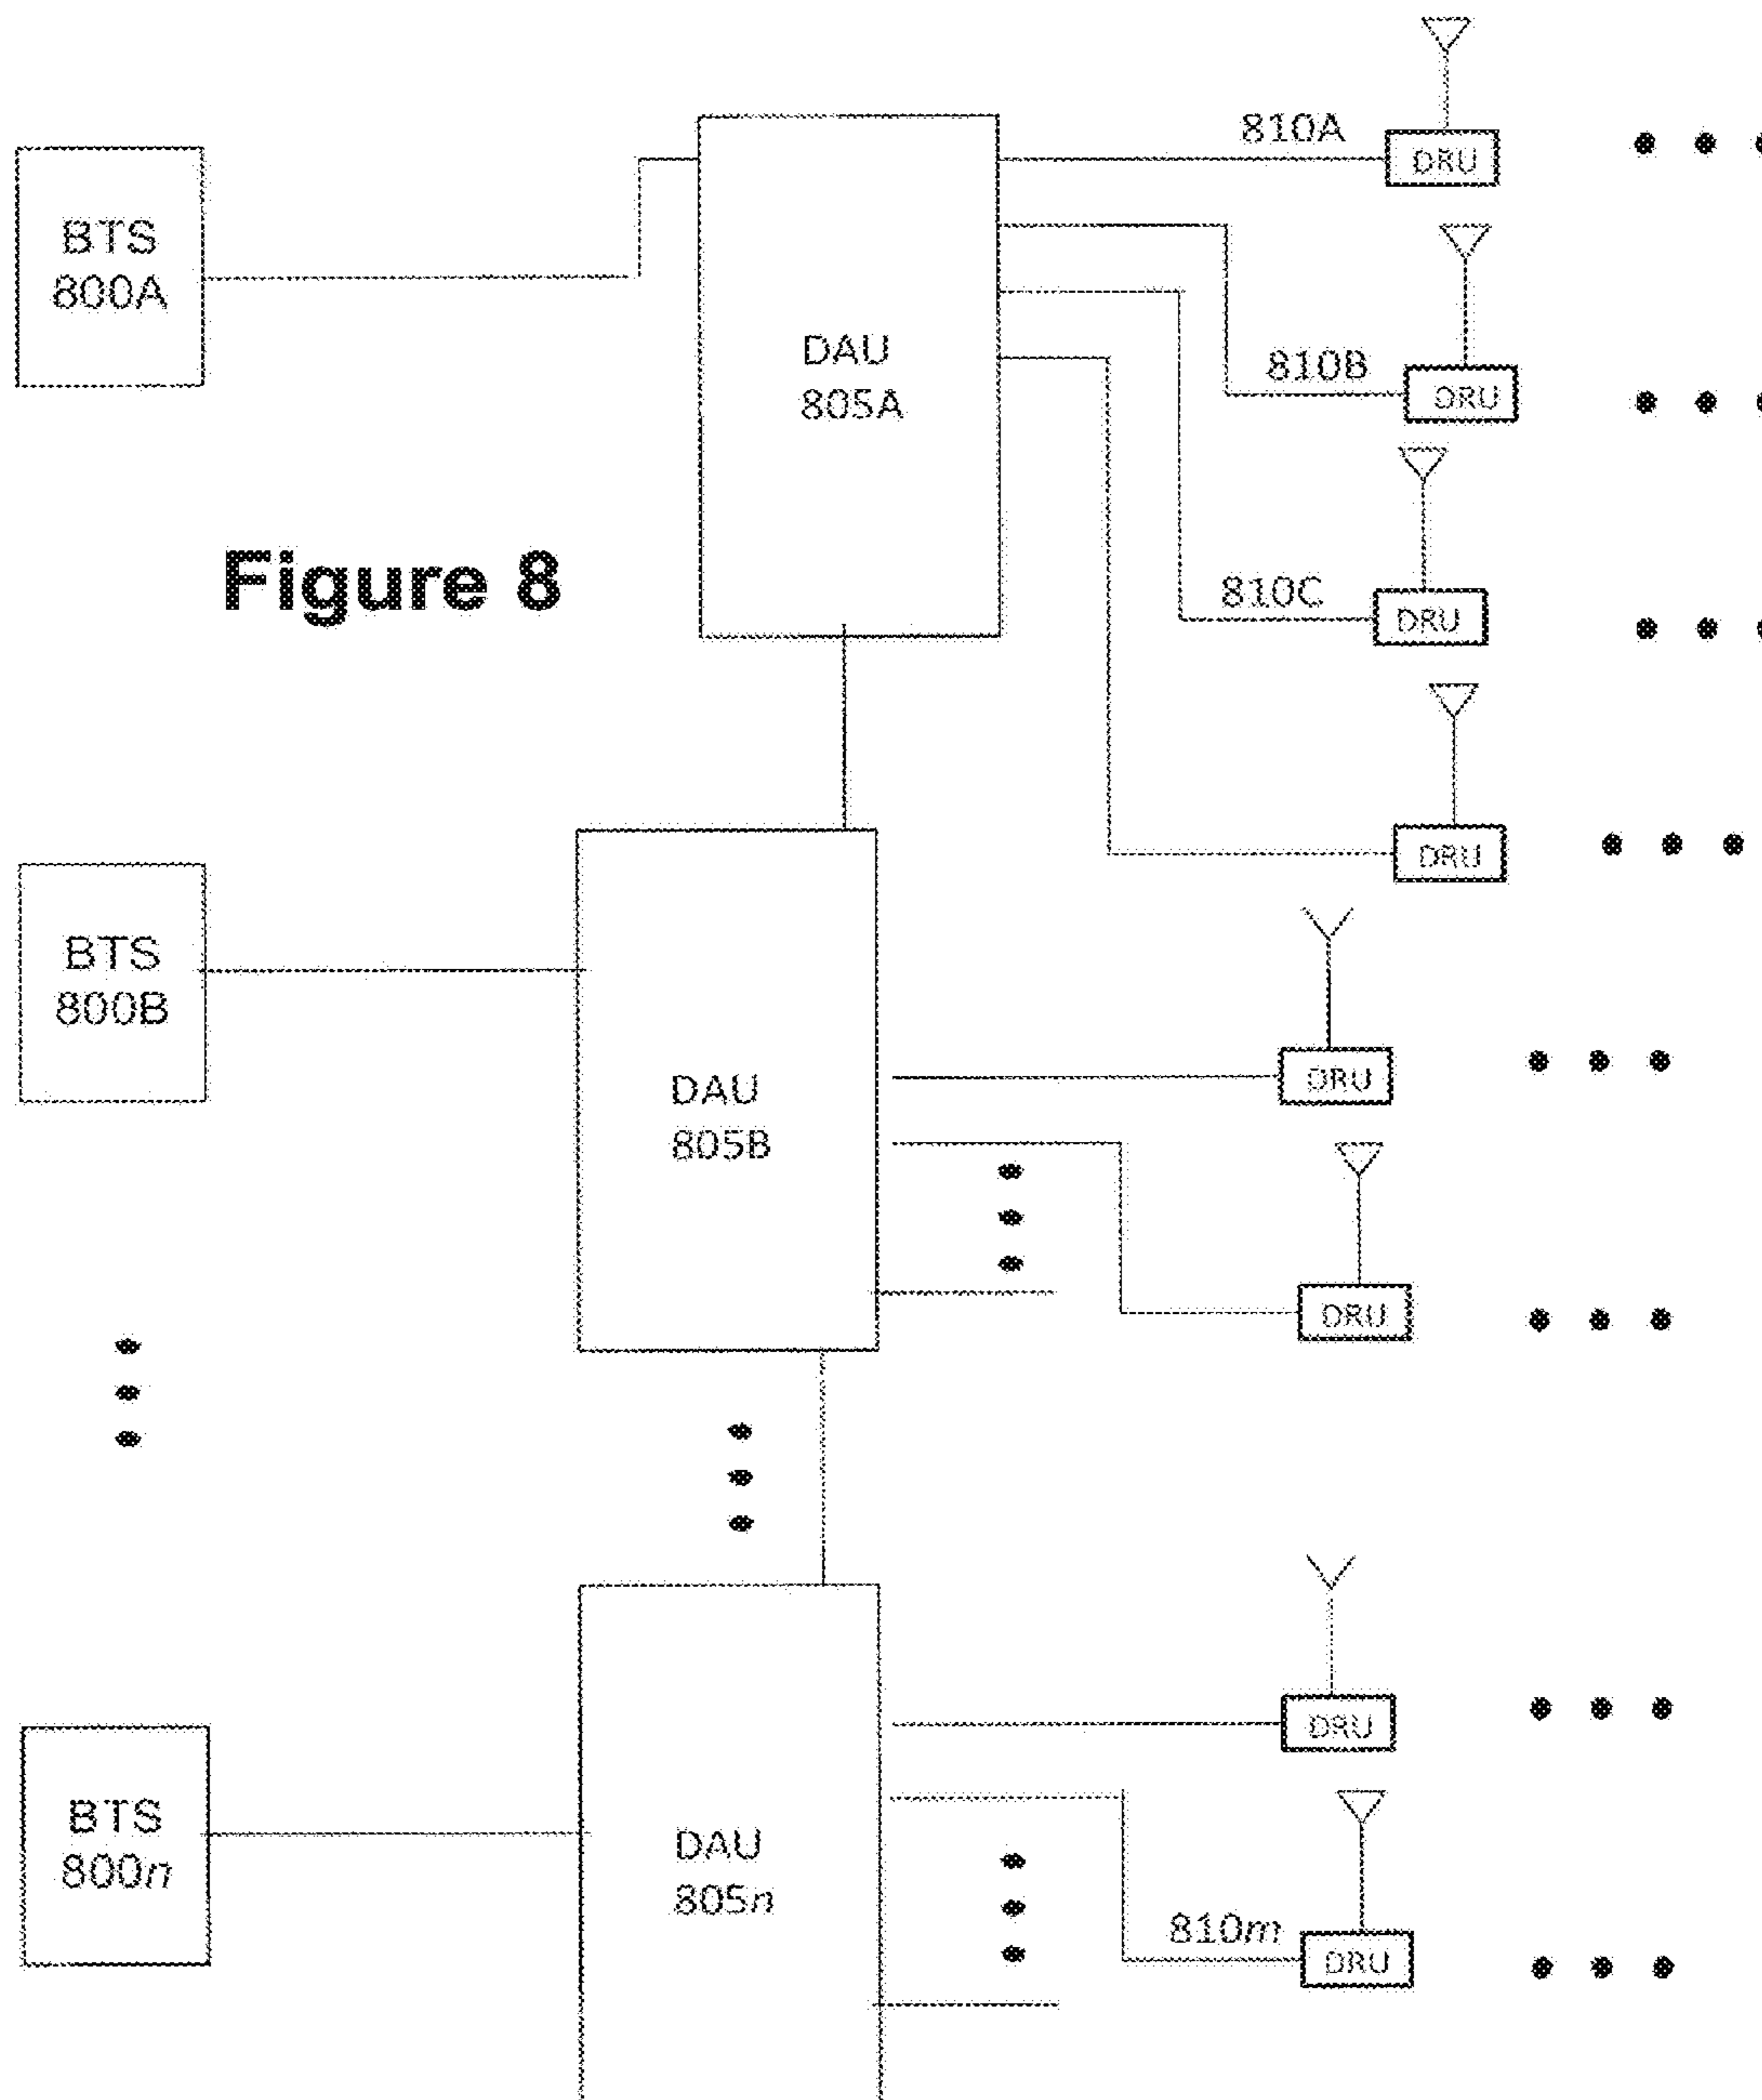 810A
DRU
BTS
800A
DAU
805A
810B
DRU
Figure 8
810C
DRU
DRU
BTS
800B
DAU
805B
DRU
DRU
DRU
BTS
800n
DAU
805n
810m
DRU